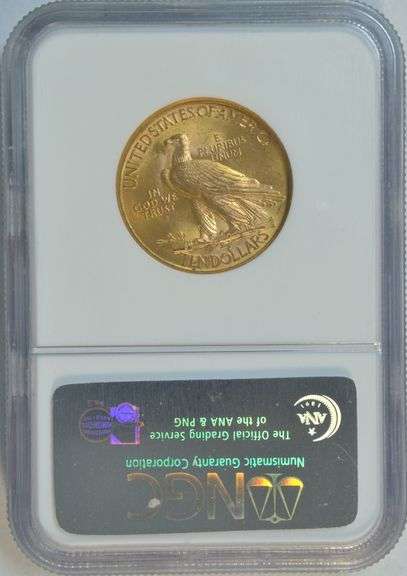 UNITED STATES OF AMERICA
E
PLURIBUS
UNUM
IN
GOD WE
TRUST
TEN DOLLARS
NGC
Numismatic Guaranty Corporation
The Official Grading Service
of the ANA & PNG
ANA
1891